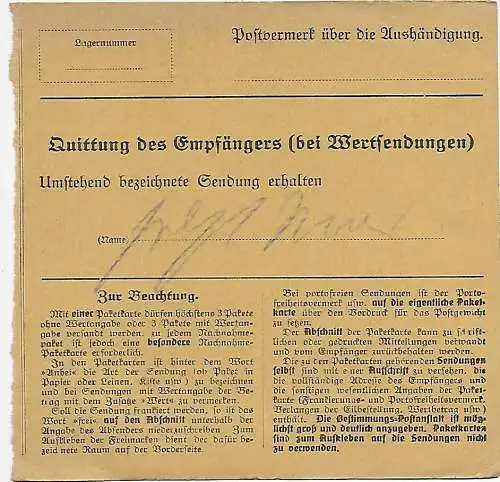 Lagernummer
Postvermerk über die Aushändigung.
Quittung des Empfängers (bei Wertsendungen)
Umstehend bezeichnete Sendung erhalten
(Name)
Zur Beachtung.
Mit einer Paketkarte dürfen höchstens 3 Pakete
ohne Wertangabe oder 3 Pakete mit Wertan-
gabe versandt werden, zu jedem Nachnahme-
paket ist jedoch eine besondere Nachnahme-
Paketkarte erforderlich.
In den Paketkarten ist hinter dem Wort
»Anbei« die Art der Sendung (ob Paket in
Papier oder Leinen, Kiste usw.) zu bezeichnen
und bei Sendungen mit Wertangabe der Be-
trag mit dem Zusatze »Wert« zu vermerken.
Soll die Sendung frankiert werden, so ist das
Wort »frei« auf den Abschnitt unterhalb der
Angabe des Absenders niederzuschreiben. Zum
Aufkleben der Freimarken dient der dafür be-
zeichnete Raum auf der Vorderseite.
Bei portofreien Sendungen ist der Porto-
freiheitsvermerk usw. auf die eigentliche Paket-
karte über den Vordruck für das Postgewicht
zu setzen.
Der Abschnitt der Paketkarte kann zu schrift-
lichen oder gedruckten Mitteilungen verwandt
und vom Empfänger zurückbehalten werden.
Die zu den Paketkarten gehörenden Sendungen
selbst sind mit einer Aufschrift zu versehen, die
die vollständige Adresse des Empfängers und
die sonstigen wesentlichen Angaben der Paket-
karte (Frankierungs- und Portofreiheitsvermerk,
Verlangen der Eilbestellung, Wertbetrag usw.)
enthält. Die Bestimmungs-Postanstalt ist mög-
lichst groß und deutlich anzugeben. Paketkarten
sind zum Aufkleben auf die Sendungen nicht
zu verwenden.